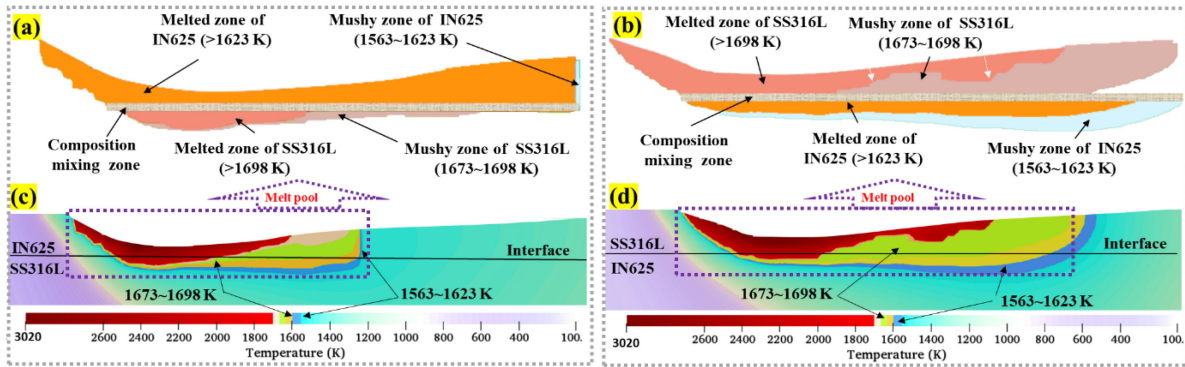 (a)
Melted zone of
IN625 (>1623 K)
Mushy zone of IN625
(1563~1623 K)
Composition
mixing zone
Melted zone of SS316L
(>1698 K)
Mushy zone of SS316L
(1673~1698 K)
(c)
Melt pool
IN625
SS316L
Interface
1673~1698 K
1563~1623 K
3020 2600 2400 2200 2000 1800 1600 1400 1200 1000 800 600 400 100.
Temperature (K)
(b)
Melted zone of SS316L
(>1698 K)
Mushy zone of SS316L
(1673~1698 K)
Composition
mixing zone
Melted zone of
IN625 (>1623 K)
Mushy zone of IN625
(1563~1623 K)
(d)
Melt pool
SS316L
IN625
Interface
1673~1698 K
1563~1623 K
3020 2600 2400 2200 2000 1800 1600 1400 1200 1000 800 600 400 100.
Temperature (K)